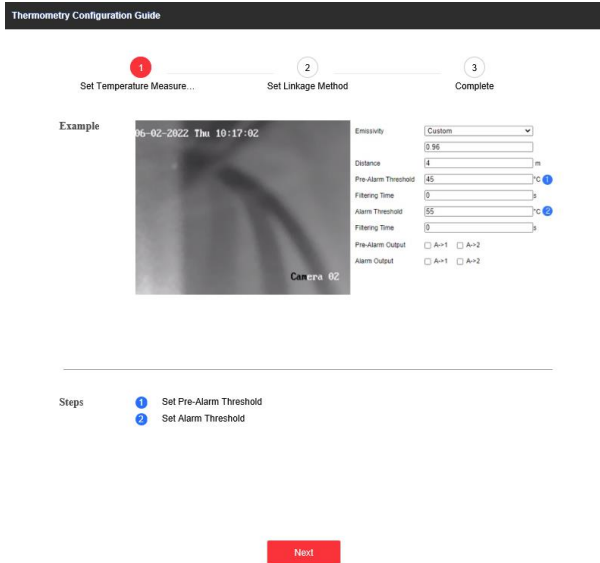 Thermometry Configuration Guide
1 2 3
Set Temperature Measure... Set Linkage Method Complete
Example
06-02-2022 Thu 10:17:02
Camera 02
Emissivity Custom
0.96
Distance 4 m
Pre-Alarm Threshold 45 °C 1
Filtering Time 0 s
Alarm Threshold 55 °C 2
Filtering Time 0 s
Pre-Alarm Output A->1 A->2
Alarm Output A->1 A->2
Steps 1 Set Pre-Alarm Threshold
2 Set Alarm Threshold
Next